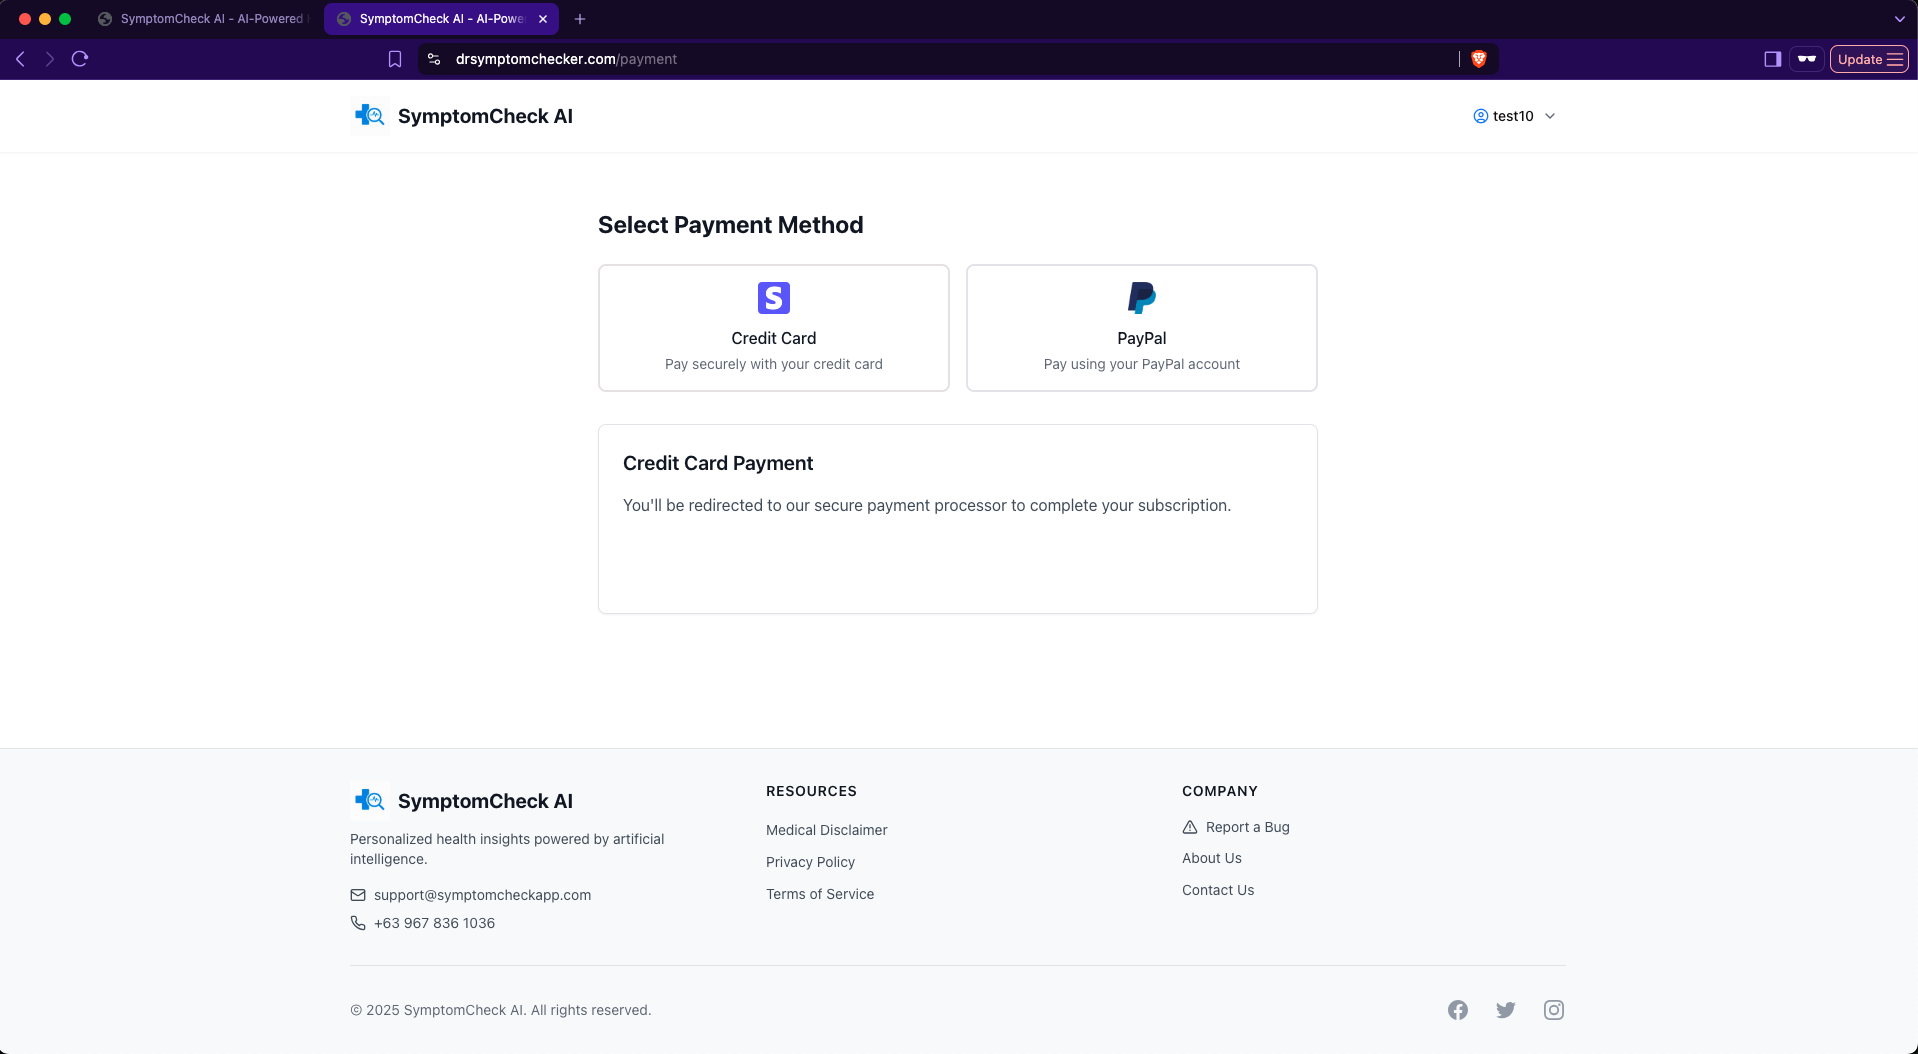 SymptomCheck AI - AI-Powered
SymptomCheck AI - AI-Powe
drsymptomchecker.com/payment
Update
SymptomCheck AI
test10
Select Payment Method
S
Credit Card
Pay securely with your credit card
PayPal
Pay using your PayPal account
Credit Card Payment
You'll be redirected to our secure payment processor to complete your subscription.
SymptomCheck AI
Personalized health insights powered by artificial
intelligence.
support@symptomcheckapp.com
+63 967 836 1036
RESOURCES
Medical Disclaimer
Privacy Policy
Terms of Service
COMPANY
Report a Bug
About Us
Contact Us
© 2025 SymptomCheck AI. All rights reserved.